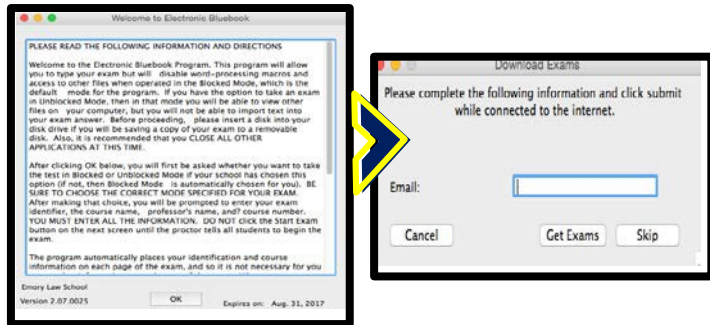 Welcome to Electronic Bluebook
PLEASE READ THE FOLLOWING INFORMATION AND DIRECTIONS
Welcome to the Electronic Bluebook Program. This program will allow
you to type your exam but will disable word-processing macros and
access to other files when operated in the Blocked Mode, which is the
default mode for the program. If you have the option to take an exam
in Unblocked Mode, then in that mode you will be able to view other
files on your computer, but you will not be able to import text into
your exam answer. Before proceeding, please insert a disk into your
disk drive if you will be saving a copy of your exam to a removable
disk. Also, it is recommended that you CLOSE ALL OTHER
APPLICATIONS AT THIS TIME.
After clicking OK below, you will first be asked whether you want to take
the test in Blocked or Unblocked Mode if your school has chosen this
option (if not, then Blocked Mode is automatically chosen for you). BE
SURE TO CHOOSE THE CORRECT MODE SPECIFIED FOR YOUR EXAM.
After making that choice, you will be prompted to enter your exam
identifier, the course name, professor's name, and? course number.
YOU MUST ENTER ALL THE INFORMATION. DO NOT click the Start Exam
button on the next screen until the proctor tells all students to begin the
exam.
The program automatically places your identification and course
information on each page of the exam, and so it is not necessary for you
Emory Law School
Version 2.07.0025
OK
Expires on: Aug. 31, 2017
Download Exams
Please complete the following information and click submit
while connected to the internet.
Email:
Cancel
Get Exams
Skip